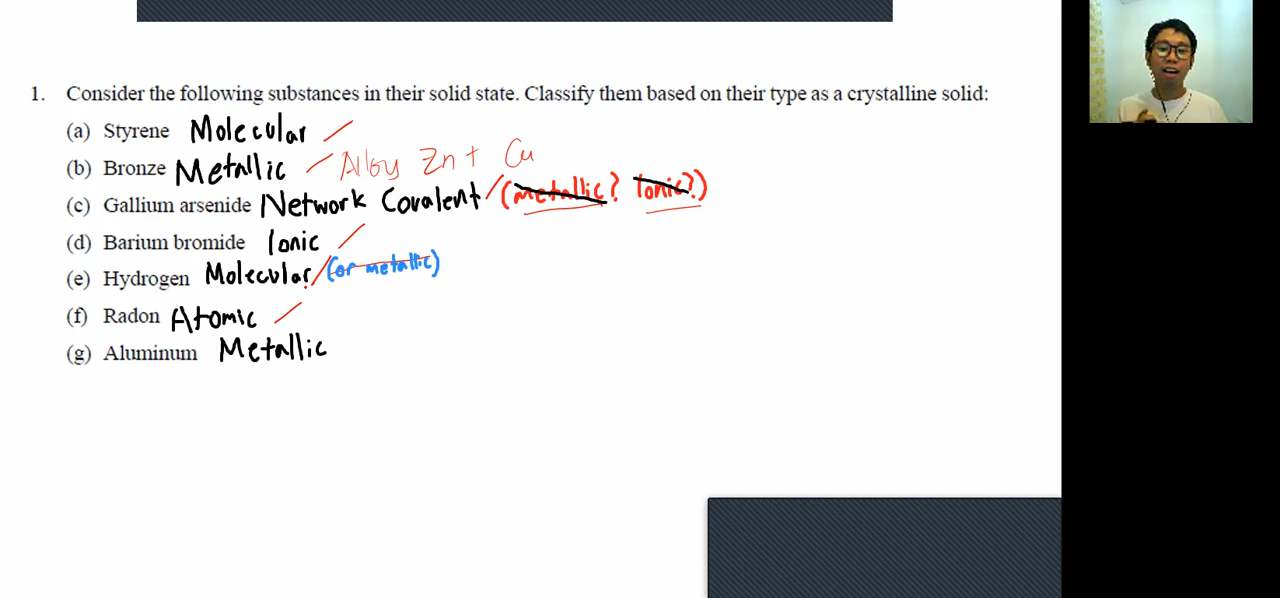 1. Consider the following substances in their solid state. Classify them based on their type as a crystalline solid:
(a) Styrene Molecular
(b) Bronze Metallic Alloy Zn + Cu
(c) Gallium arsenide Network Covalent (metallic? Ionic?)
(d) Barium bromide Ionic
(e) Hydrogen Molecular (or metallic)
(f) Radon Atomic
(g) Aluminum Metallic